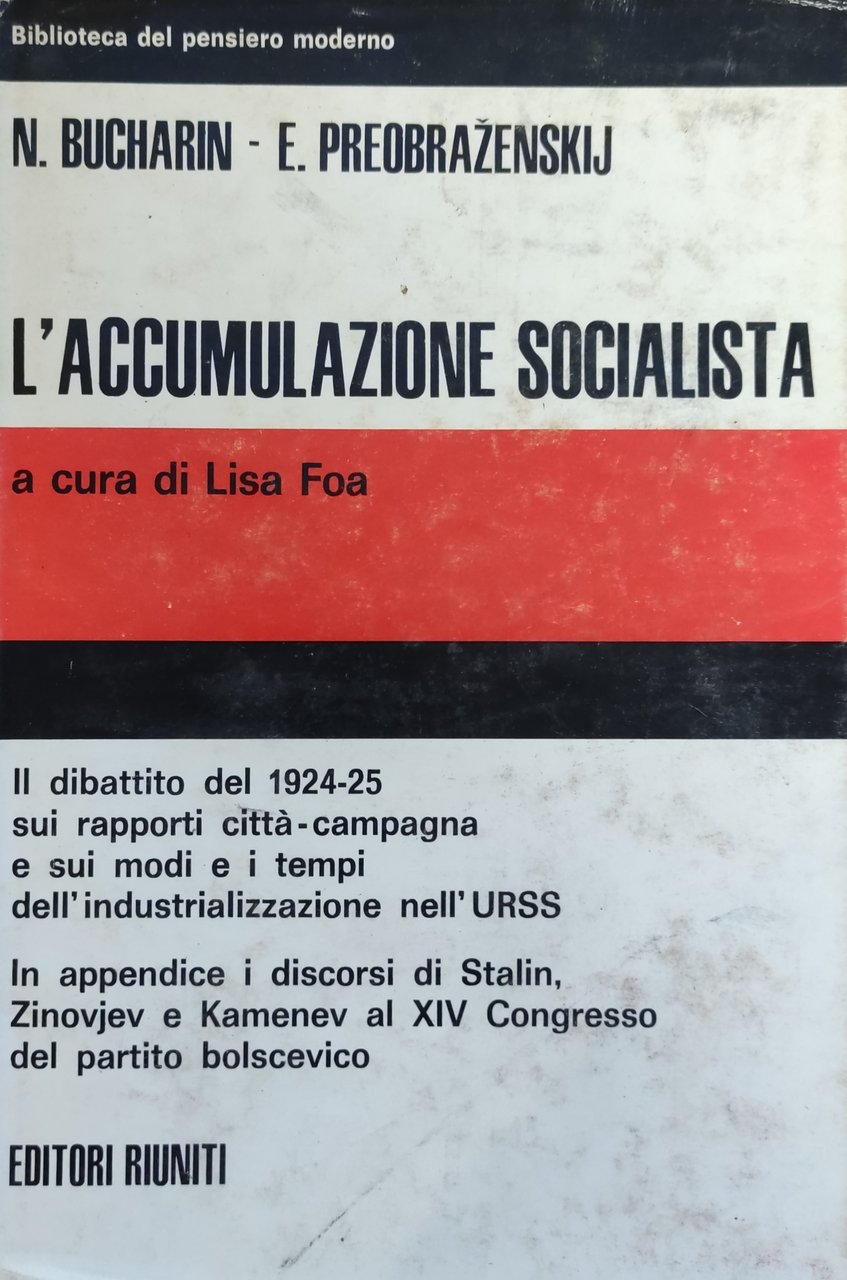 Biblioteca del pensiero moderno
N. BUCHARIN - E. PREOBRAŽENSKIJ
L'ACCUMULAZIONE SOCIALISTA
a cura di Lisa Foa
Il dibattito del 1924-25
sui rapporti città-campagna
e sui modi e i tempi
dell'industrializzazione nell'URSS
In appendice i discorsi di Stalin,
Zinovjev e Kamenev al XIV Congresso
del partito bolscevico
EDITORI RIUNITI